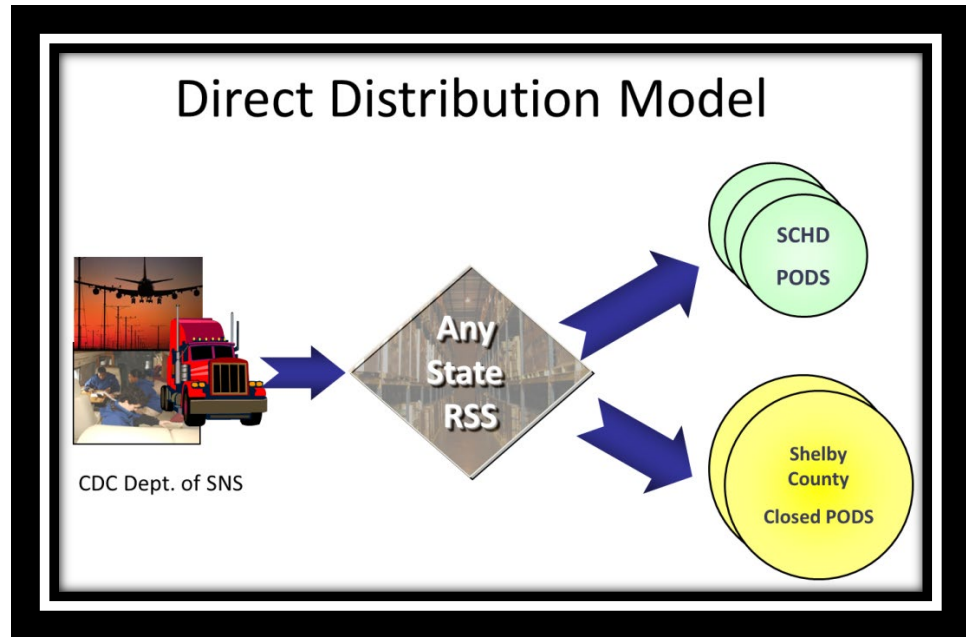 Direct Distribution Model
CDC Dept. of SNS
Any
State
RSS
SCHD
PODS
Shelby
County
Closed PODS